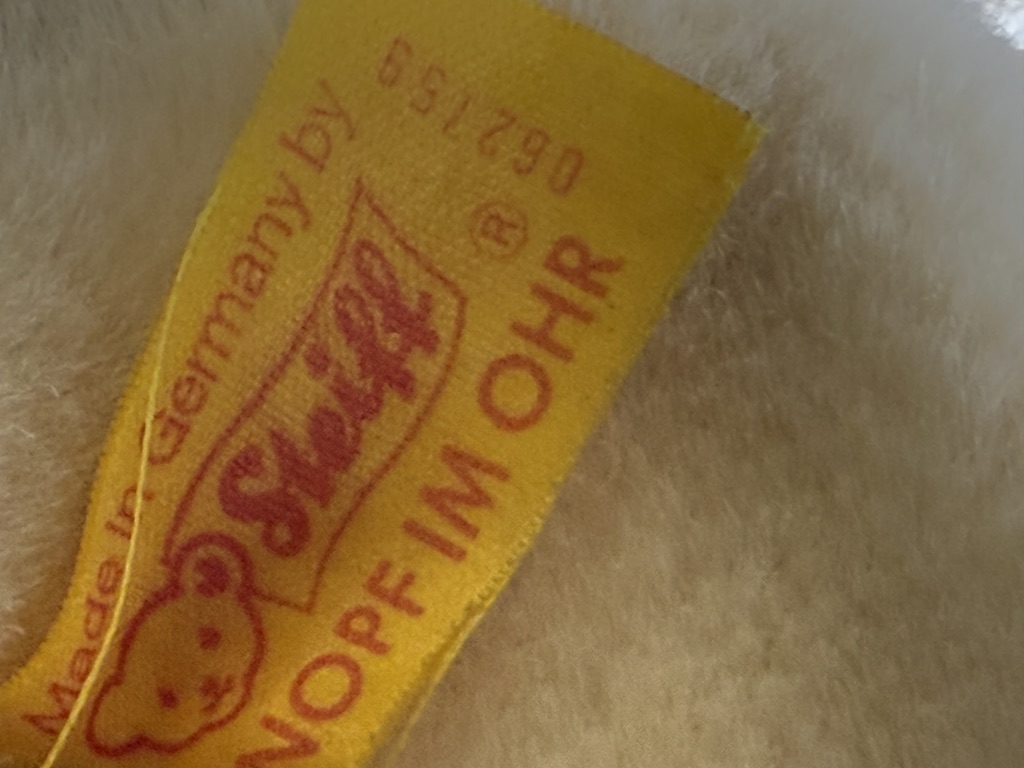 Made in Germany by
Steiff
®
NOPF IM OHR
062159